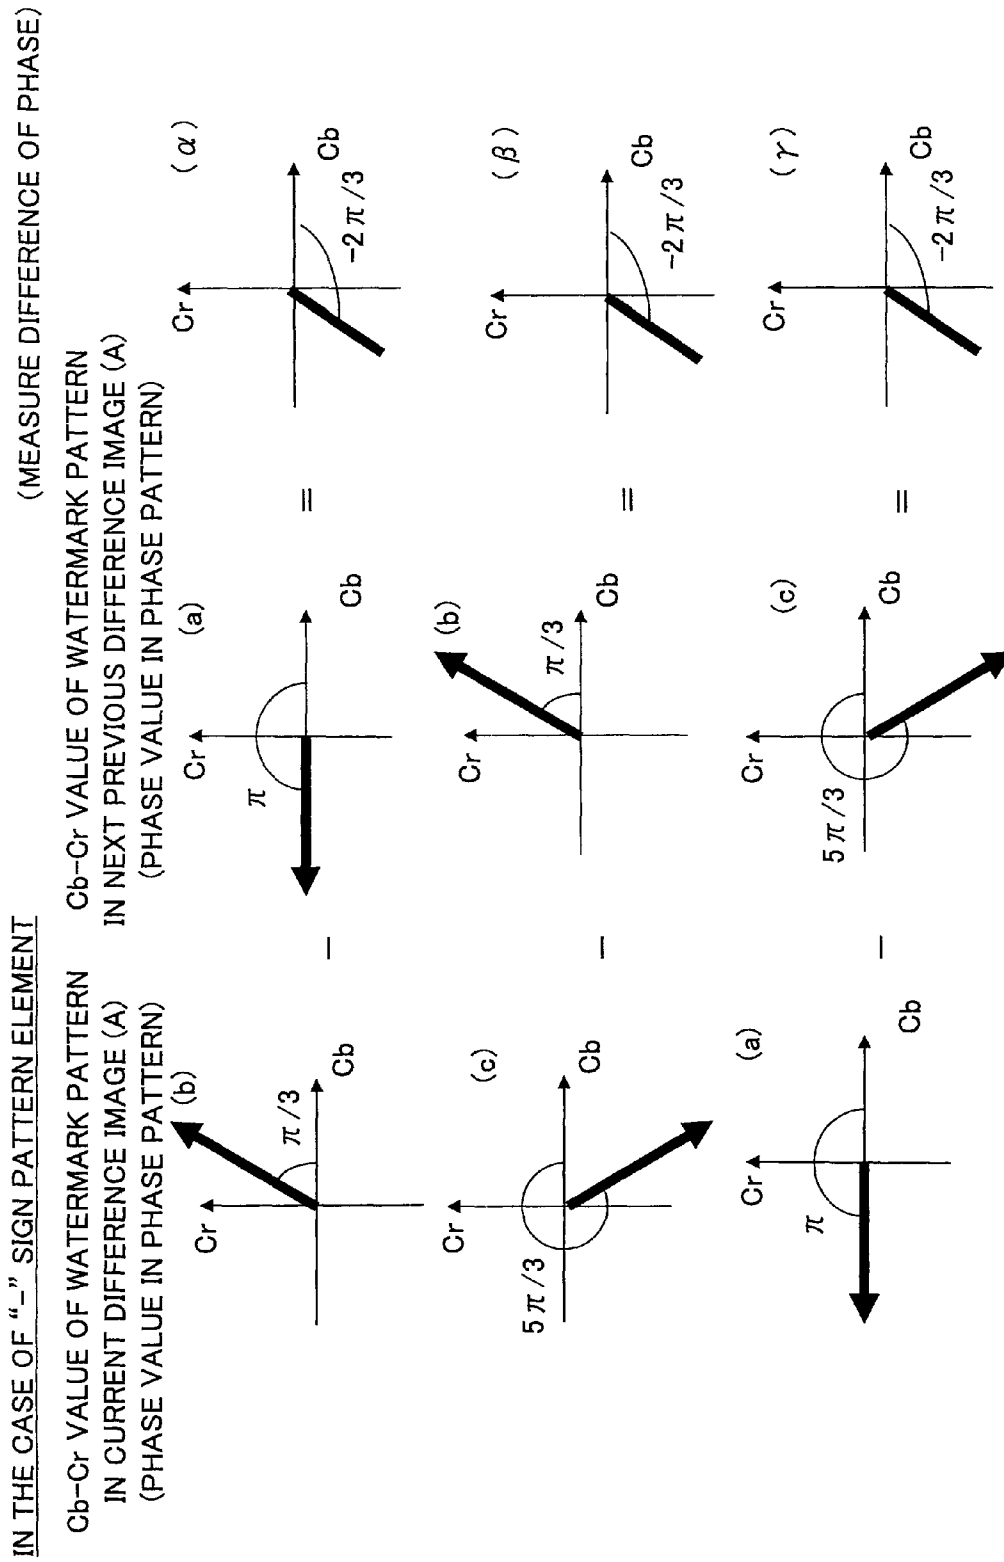 IN THE CASE OF “−” SIGN PATTERN ELEMENT
(MEASURE DIFFERENCE OF PHASE)
Cb-Cr VALUE OF WATERMARK PATTERN
IN CURRENT DIFFERENCE IMAGE (A)
(PHASE VALUE IN PHASE PATTERN)
Cb-Cr VALUE OF WATERMARK PATTERN
IN NEXT PREVIOUS DIFFERENCE IMAGE (A)
(PHASE VALUE IN PHASE PATTERN)
(b)
Cr
π/3
Cb
−
(a)
Cr
π
Cb
=
(α)
Cr
Cb
-2π/3
(c)
Cr
5π/3
Cb
−
(b)
Cr
π/3
Cb
=
(β)
Cr
Cb
-2π/3
(a)
Cr
π
Cb
−
(c)
Cr
5π/3
Cb
=
(γ)
Cr
Cb
-2π/3